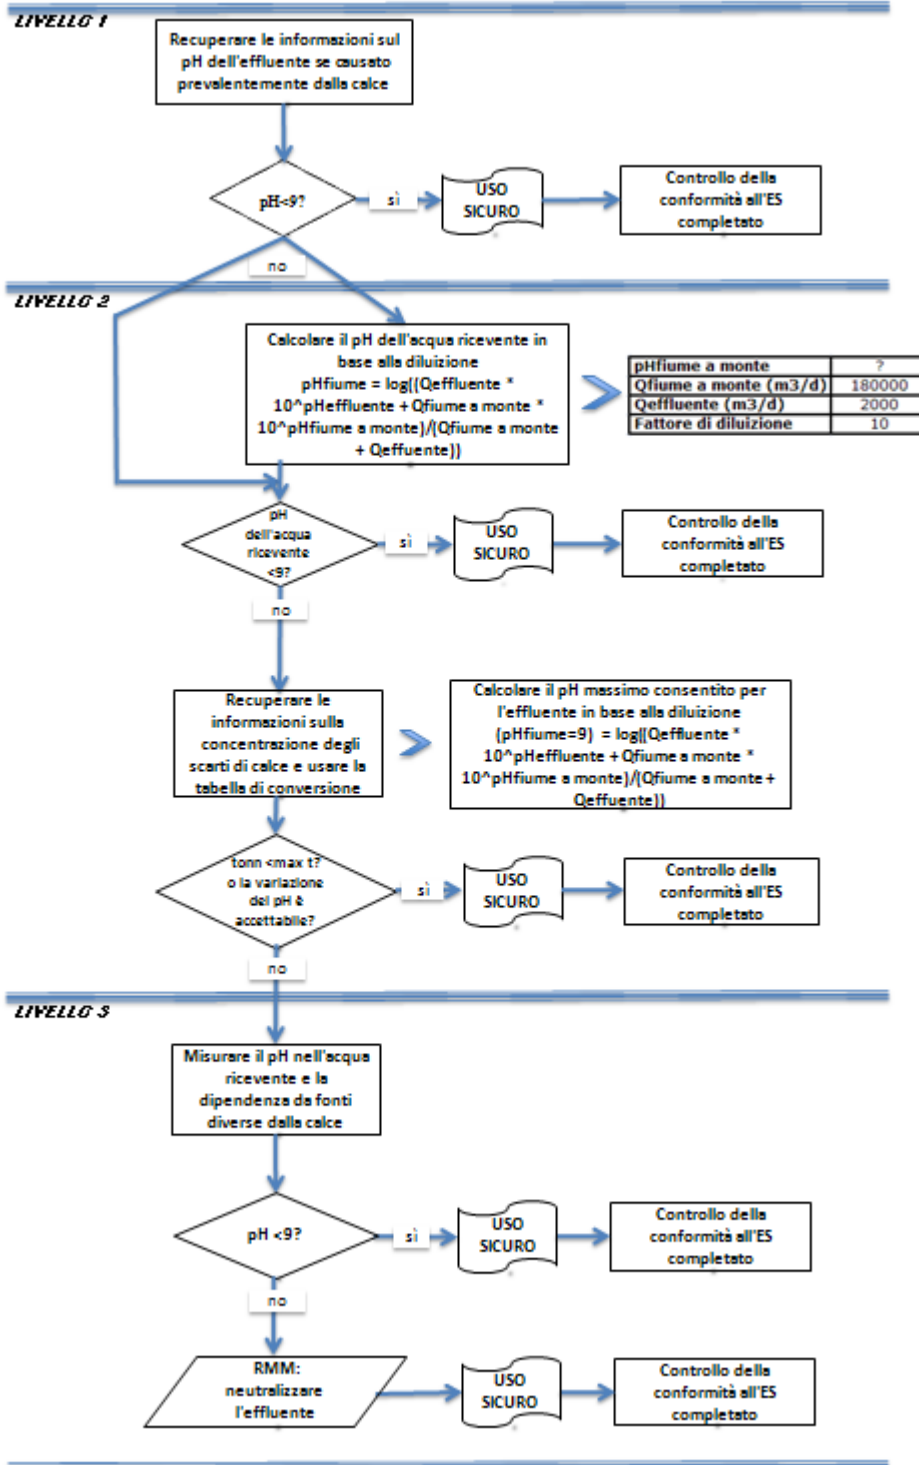 LIVELLO 1
Recuperare le informazioni sul
pH dell'effluente se causato
prevalentemente dalla calce
pH<9?
sì
USO
SICURO
Controllo della
conformità all'ES
completato
no
LIVELLO 2
Calcolare il pH dell'acqua ricevente in
base alla diluizione
pHfiume = log((Qeffluente *
10^pHeffluente + Qfiume a monte *
10^pHfiume a monte)/(Qfiume a monte
+ Qeffuente))
pHfiume a monte ?
Qfiume a monte (m3/d) 180000
Qeffluente (m3/d) 2000
Fattore di diluizione 10
pH
dell'acqua
ricevente
<9?
sì
USO
SICURO
Controllo della
conformità all'ES
completato
no
Recuperare le
informazioni sulla
concentrazione degli
scarti di calce e usare la
tabella di conversione
Calcolare il pH massimo consentito per
l'effluente in base alla diluizione
(pHfiume=9) = log((Qeffluente *
10^pHeffluente + Qfiume a monte *
10^pHfiume a monte)/(Qfiume a monte +
Qeffuente))
tonn <max t?
o la variazione
del pH è
accettabile?
sì
USO
SICURO
Controllo della
conformità all'ES
completato
no
LIVELLO 3
Misurare il pH nell'acqua
ricevente e la
dipendenza da fonti
diverse dalla calce
pH <9?
sì
USO
SICURO
Controllo della
conformità all'ES
completato
no
RMM:
neutralizzare
l'effluente
USO
SICURO
Controllo della
conformità all'ES
completato